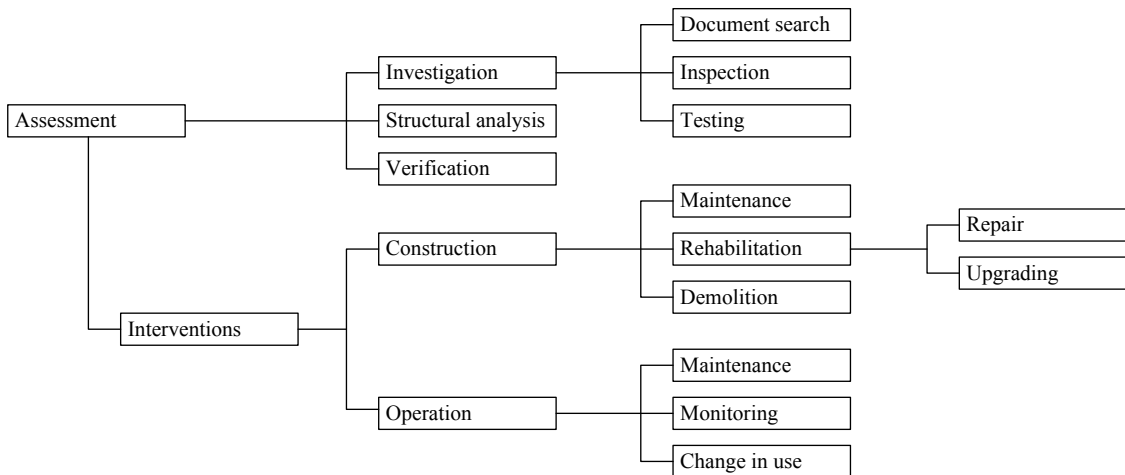 Document search
Investigation
Inspection
Assessment
Structural analysis
Testing
Verification
Maintenance
Repair
Construction
Rehabilitation
Upgrading
Demolition
Interventions
Maintenance
Operation
Monitoring
Change in use